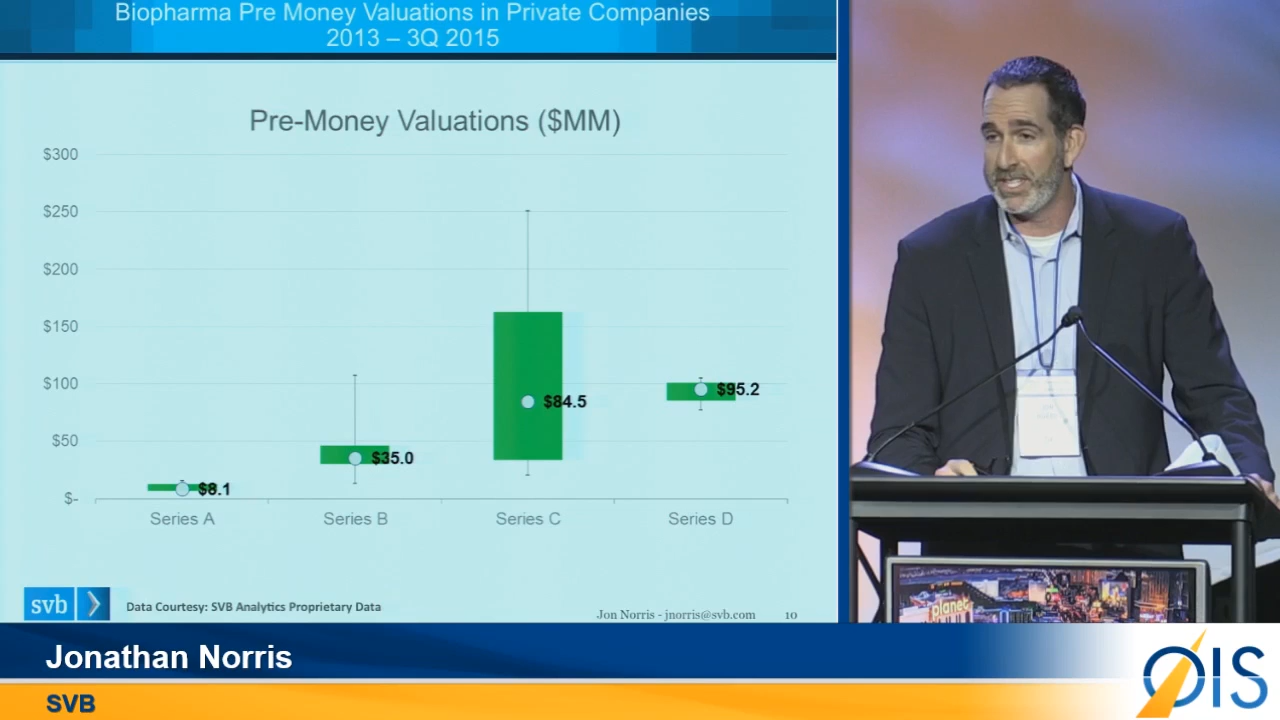 Biopharma Pre Money Valuations in Private Companies
2013 – 3Q 2015
Pre-Money Valuations ($MM)
$300
$250
$200
$150
$100
$50
$-
$8.1
$35.0
$84.5
$95.2
Series A
Series B
Series C
Series D
svb
Data Courtesy: SVB Analytics Proprietary Data
Jon Norris - jnorris@svb.com
10
planet
Jonathan Norris
SVB
OIS